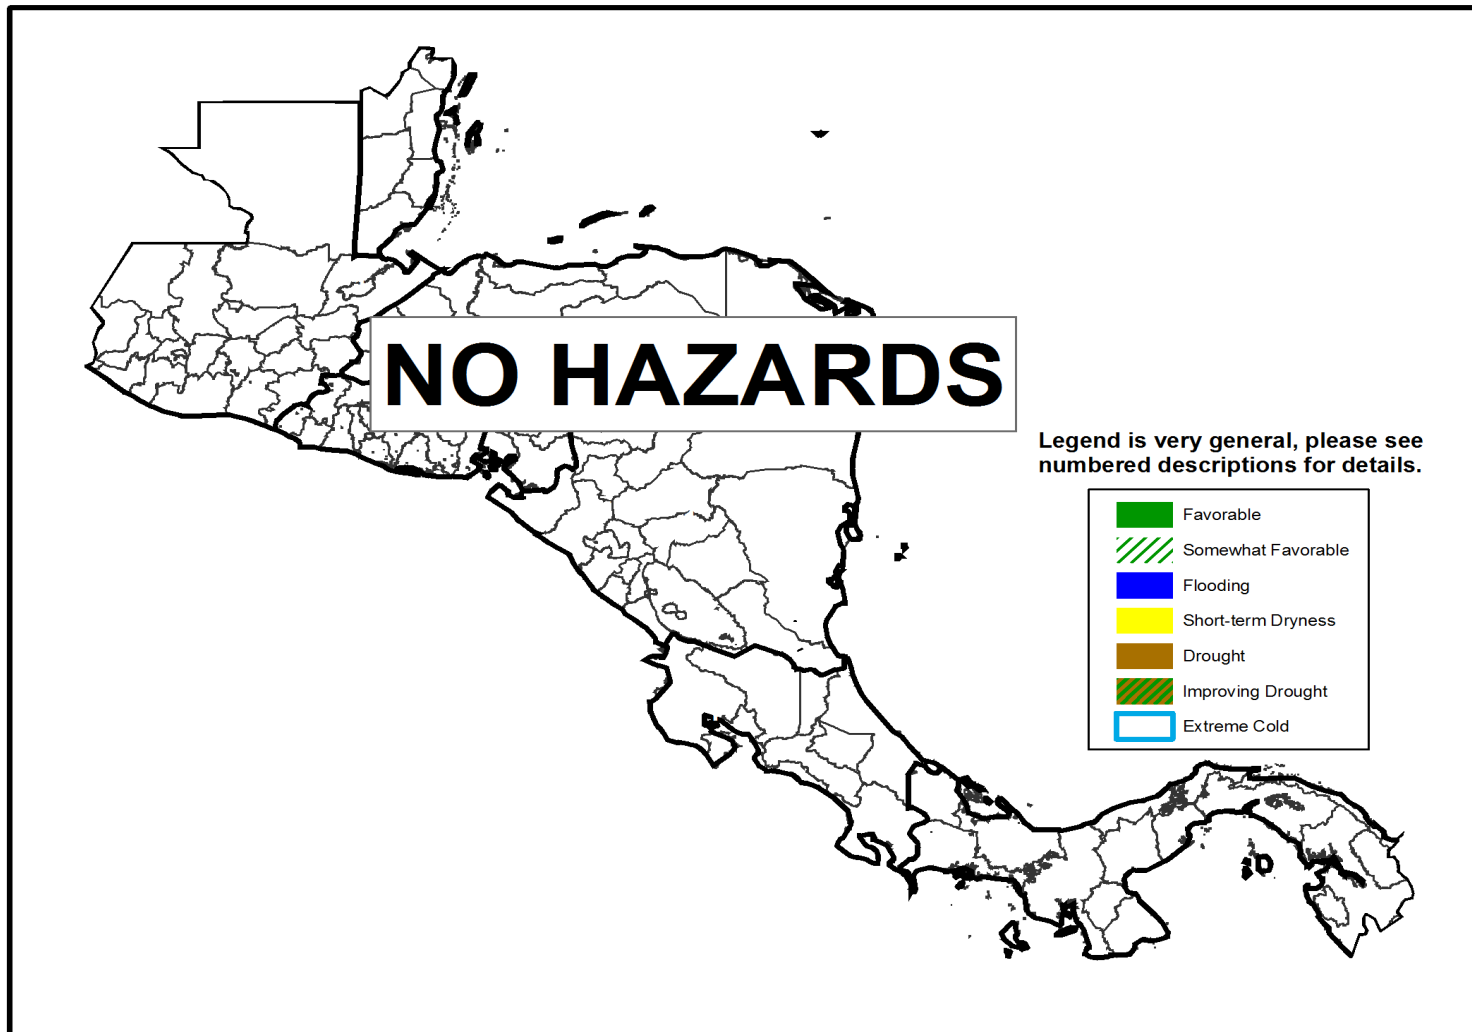 NO HAZARDS
Legend is very general, please see
numbered descriptions for details.
Favorable
Somewhat Favorable
Flooding
Short-term Dryness
Drought
Improving Drought
Extreme Cold